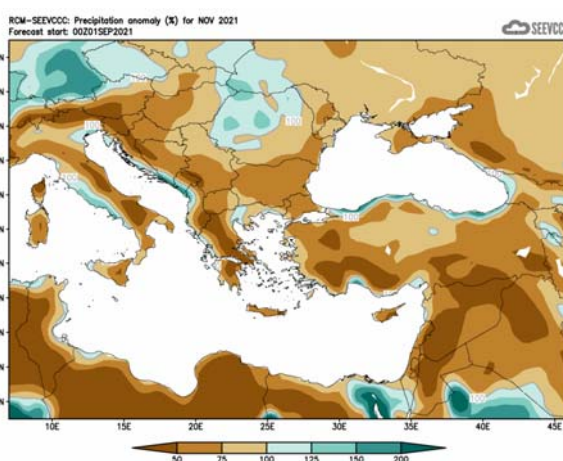 RCM-SEEVCCC: Precipitation anomaly (%) for NOV 2021
Forecast start: 00Z01SEP2021
SEEVCC
100
100
100
100
100
100
N
N
N
N
N
N
N
N
N
N
N
10E 15E 20E 25E 30E 35E 40E 45E
50 75 100 125 150 200